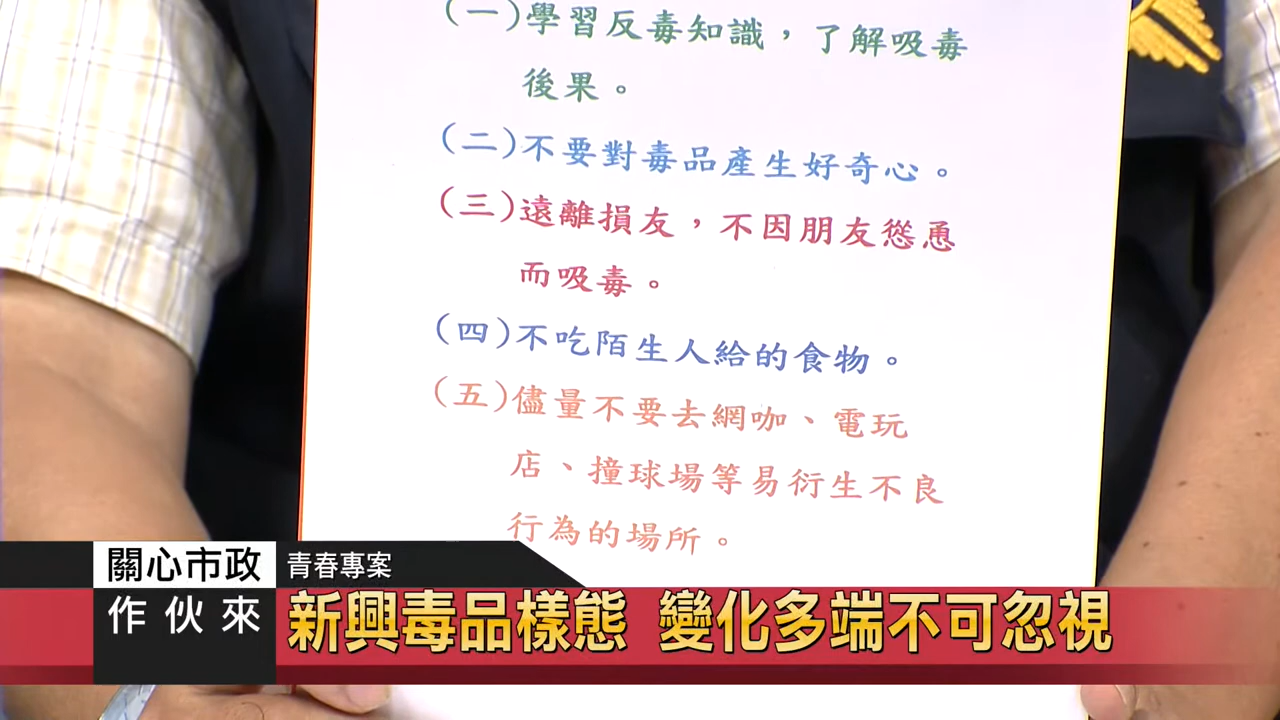 (一)學習反毒知識，了解吸毒
後果。
(二)不要對毒品產生好奇心。
(三)遠離損友，不因朋友慫恿
而吸毒。
(四)不吃陌生人給的食物。
(五)儘量不要去網咖、電玩
店、撞球場等易衍生不良
行為的場所。
關心市政
作伙來
青春專案
新興毒品樣態 變化多端不可忽視